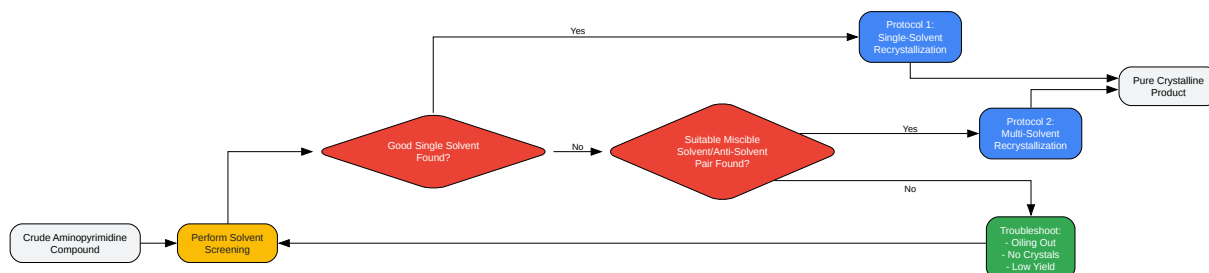 Protocol 1:
Single-Solvent
Recrystallization
Yes
Pure Crystalline
Product
Good Single Solvent
Found?
No
Suitable Miscible
Solvent/Anti-Solvent
Pair Found?
Yes
Protocol 2:
Multi-Solvent
Recrystallization
No
Crude Aminopyrimidine
Compound
Perform Solvent
Screening
Troubleshoot:
- Oiling Out
- No Crystals
- Low Yield